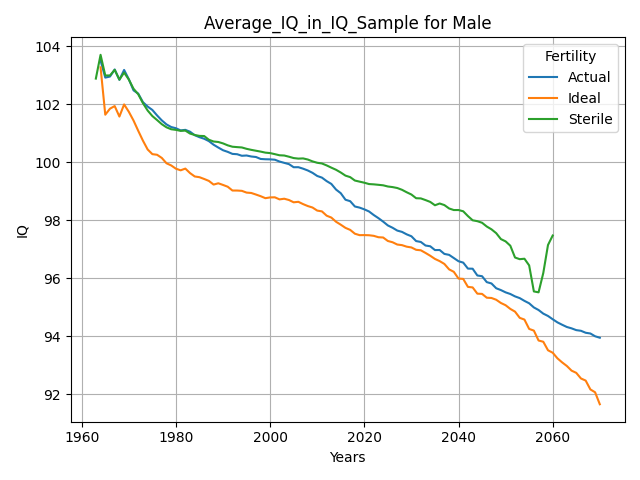 Average_IQ_in_IQ_Sample for Male
104
102
100
98
96
94
92
IQ
Fertility
Actual
Ideal
Sterile
1960
1980
2000
2020
2040
2060
Years